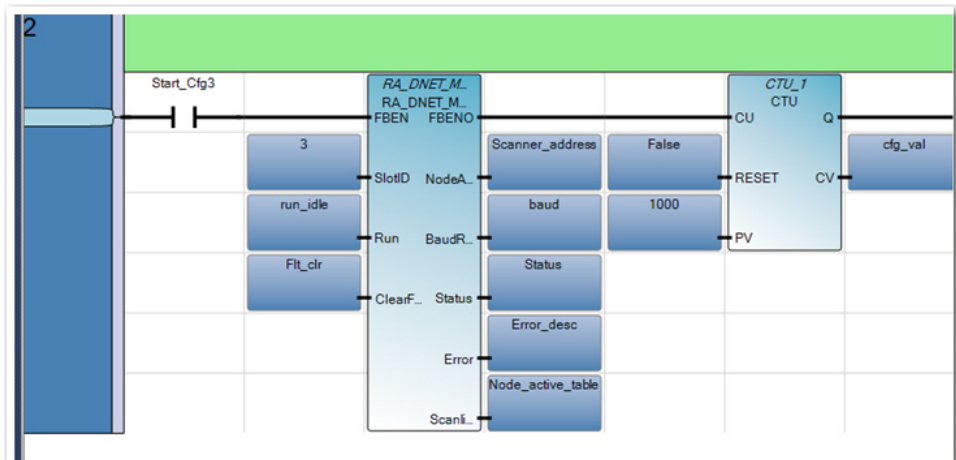 2
Start_Cfg3
RA_DNET_M...
RA_DNET_M...
FBEN FBENO
CTU_1
CTU
CU Q
3
Scanner_address
False
cfg_val
SlotID NodeA...
RESET CV
run_idle
baud
1000
Run BaudR...
PV
Flt_clr
Status
ClearF... Status
Error_desc
Error
Node_active_table
Scanli...